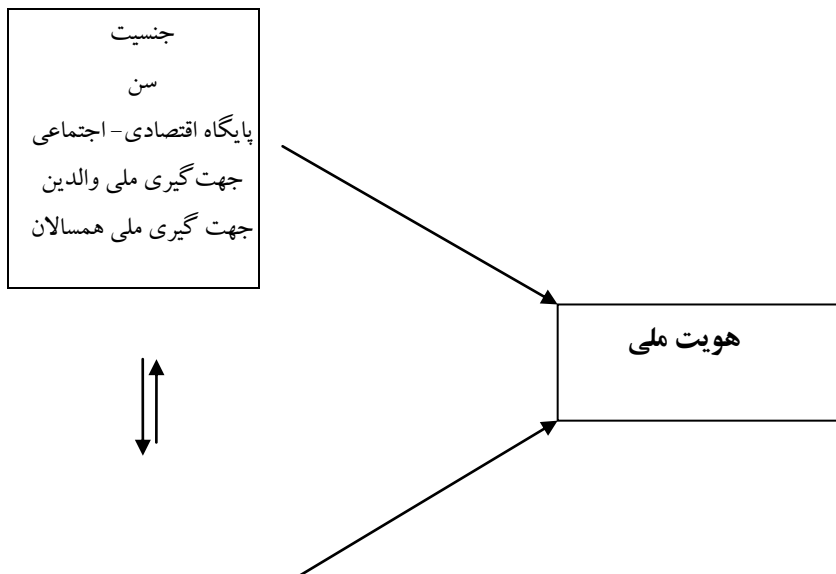 جنسیت
سن
پایگاه اقتصادی- اجتماعی
جهت‌گیری ملی والدین
جهت گیری ملی همسالان
هویت ملی